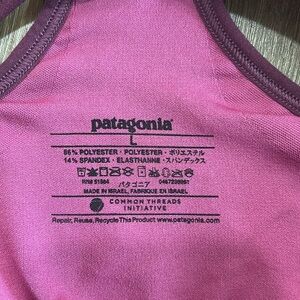 patagonia®
L
86% POLYESTER · POLYESTER · ポリエステル
14% SPANDEX · ELASTHANNE · スパンデックス
RN# 51884 パタゴニア
MADE IN ISRAEL, FABRIQUE EN ISRAEL
COMMON THREADS
INITIATIVE
Repair, Reuse, Recycle This Product www.patagonia.com